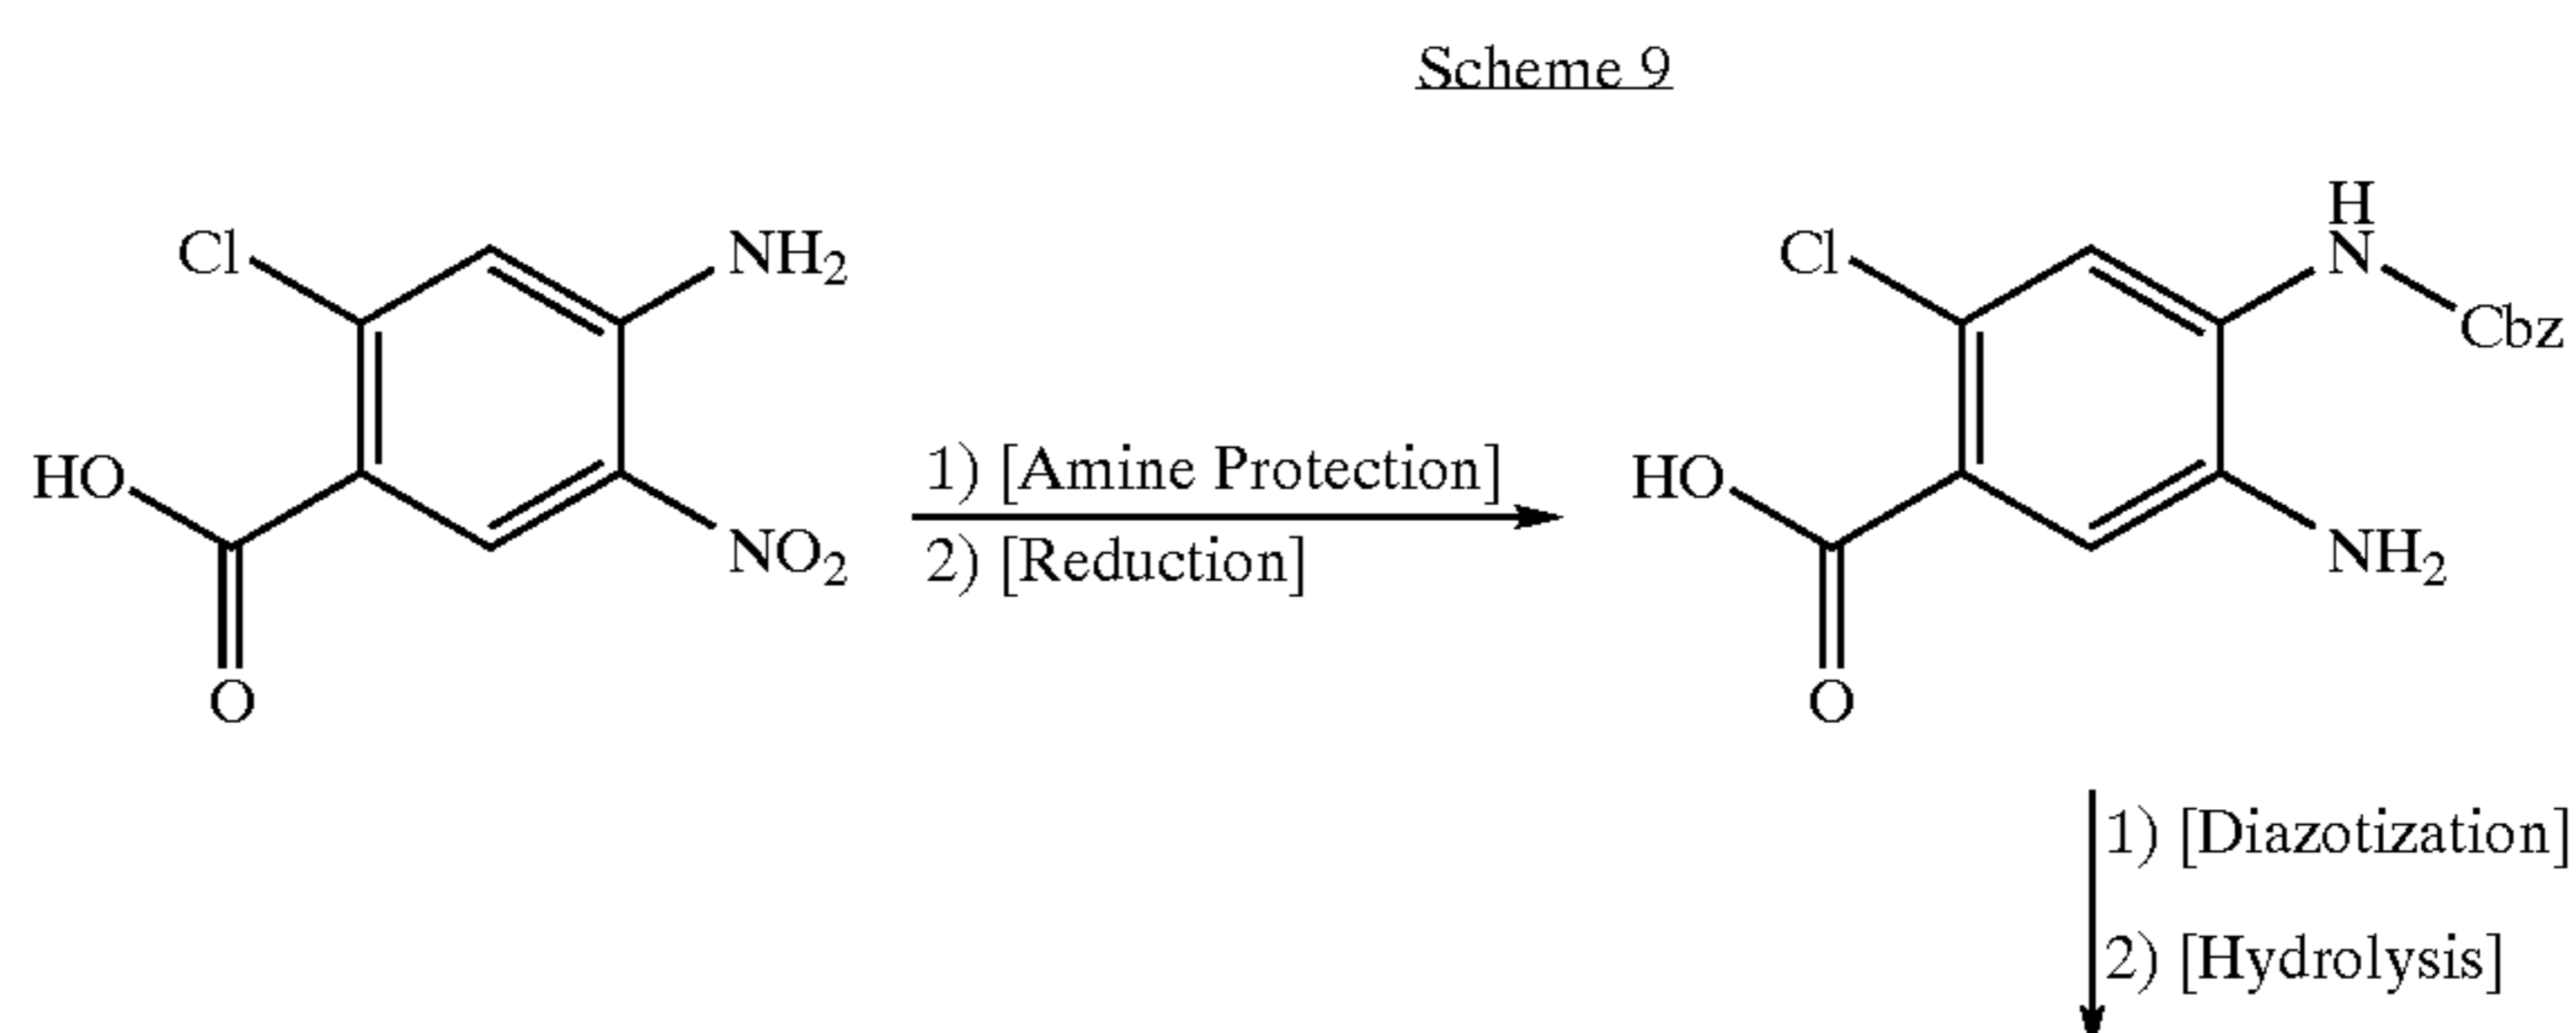 Scheme 9
Cl
NH₂
HO
O
NO₂
1) [Amine Protection]
2) [Reduction]
H
Cl
N
Cbz
HO
O
NH₂
1) [Diazotization]
2) [Hydrolysis]